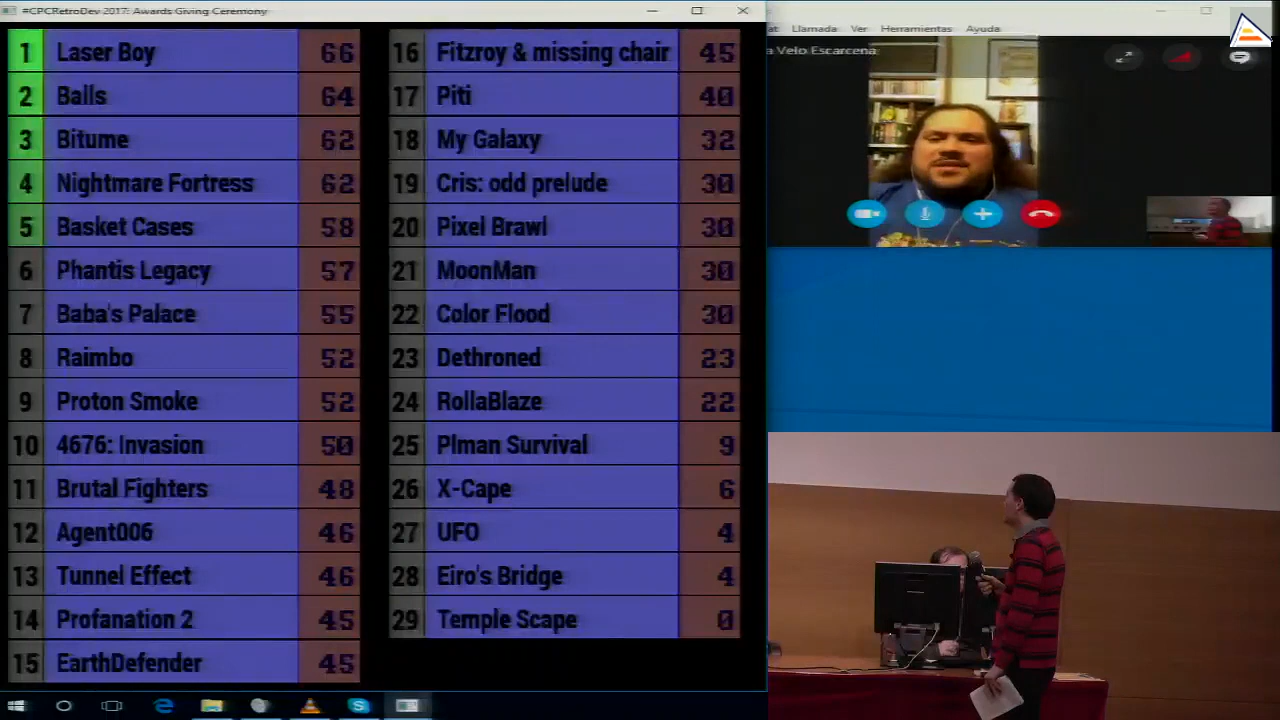 #CPCRetroDev 2017: Awards Giving Ceremony
1 Laser Boy 66
2 Balls 64
3 Bitume 62
4 Nightmare Fortress 62
5 Basket Cases 58
6 Phantis Legacy 57
7 Baba's Palace 55
8 Raimbo 52
9 Proton Smoke 52
10 4676: Invasion 50
11 Brutal Fighters 48
12 Agent006 46
13 Tunnel Effect 46
14 Profanation 2 45
15 EarthDefender 45
16 Fitzroy & missing chair 45
17 Piti 40
18 My Galaxy 32
19 Cris: odd prelude 30
20 Pixel Brawl 30
21 MoonMan 30
22 Color Flood 30
23 Dethroned 23
24 RollaBlaze 22
25 Plman Survival 9
26 X-Cape 6
27 UFO 4
28 Eiro's Bridge 4
29 Temple Scape 0
at Llamada Ver Herramientas Ayuda
a Velo Escarcena